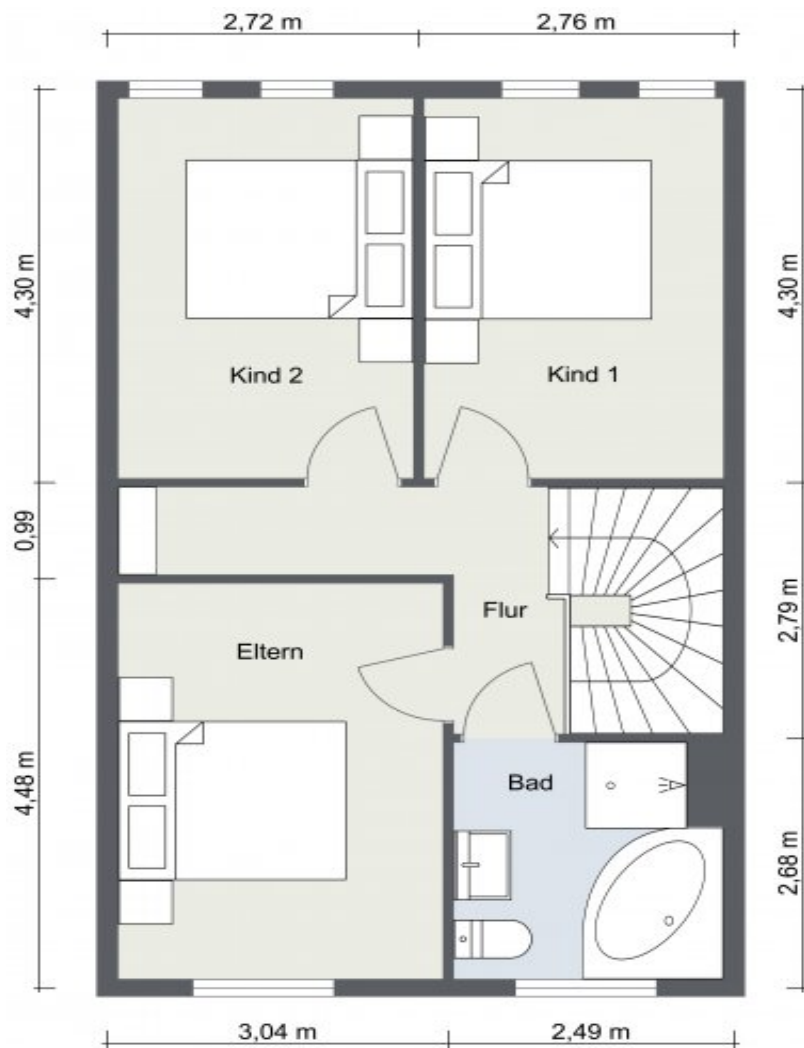 2,72 m
2,76 m
4,30 m
4,30 m
Kind 2
Kind 1
0,99
Flur
2,79 m
Eltern
4,48 m
Bad
2,68 m
3,04 m
2,49 m